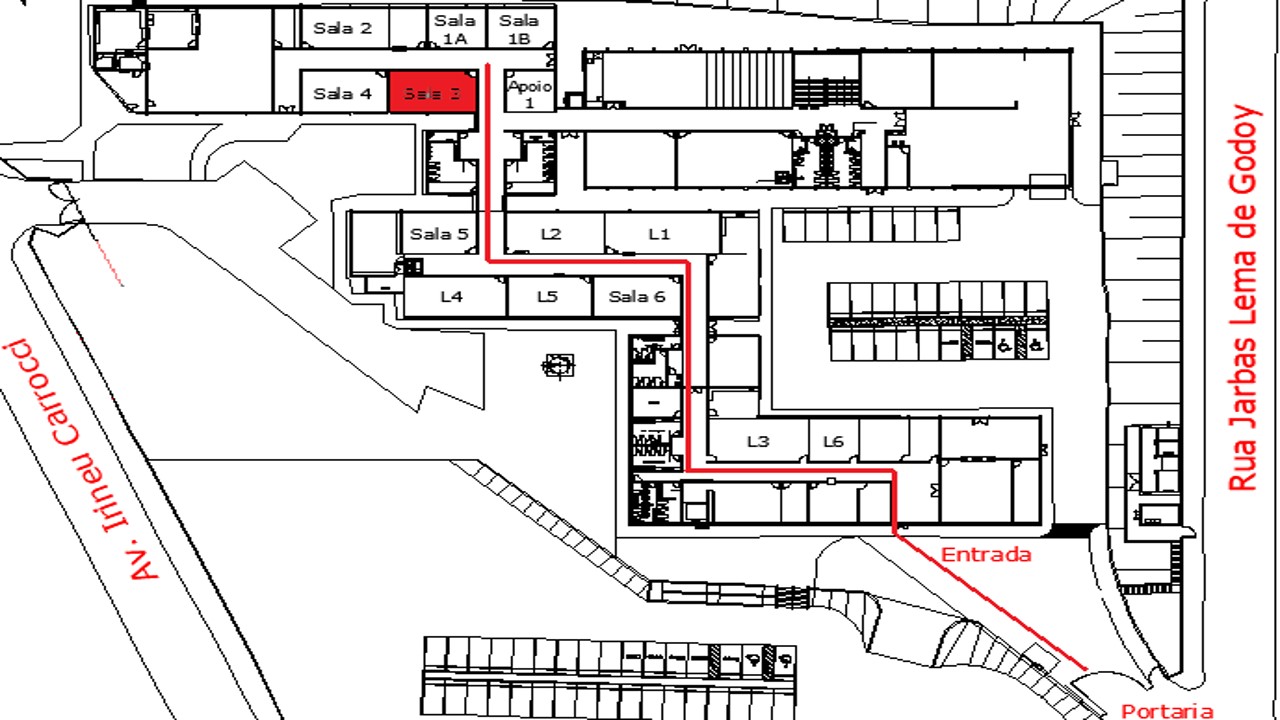 Sala 2
Sala
1A
Sala
1B
Sala 4
Sala 3
Apoio
1
Sala 5
L2
L1
L4
L5
Sala 6
L3
L6
Entrada
Portaria
Av. Irineu Carrocci
Rua Jarbas Lema de Godoy